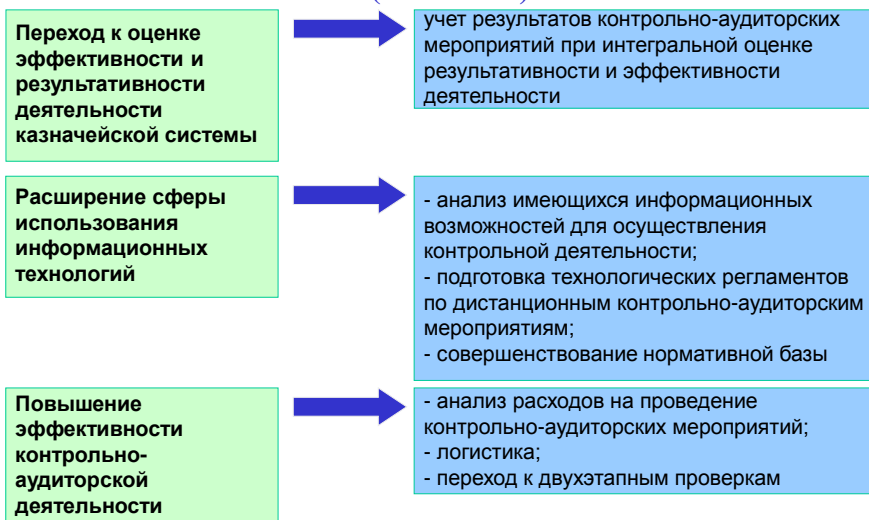 Переход к оценке
эффективности и
результативности
деятельности
казначейской системы
учет результатов контрольно-аудиторских
мероприятий при интегральной оценке
результативности и эффективности
деятельности
Расширение сферы
использования
информационных
технологий
- анализ имеющихся информационных
возможностей для осуществления
контрольной деятельности;
- подготовка технологических регламентов
по дистанционным контрольно-аудиторским
мероприятиям;
- совершенствование нормативной базы
Повышение
эффективности
контрольно-
аудиторской
деятельности
- анализ расходов на проведение
контрольно-аудиторских мероприятий;
- логистика;
- переход к двухэтапным проверкам